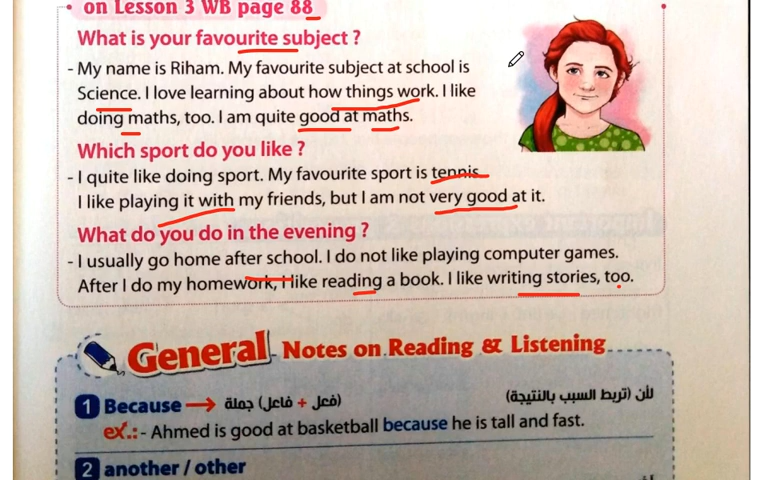 on Lesson 3 WB page 88
What is your favourite subject ?
- My name is Riham. My favourite subject at school is
Science. I love learning about how things work. I like
doing maths, too. I am quite good at maths.
Which sport do you like ?
- I quite like doing sport. My favourite sport is tennis.
I like playing it with my friends, but I am not very good at it.
What do you do in the evening ?
- I usually go home after school. I do not like playing computer games.
After I do my homework, I like reading a book. I like writing stories, too.
General Notes on Reading & Listening
1 Because → جملة (فاعل + فعل) لأن (تربط السبب بالنتيجة)
ex.: - Ahmed is good at basketball because he is tall and fast.
2 another / other